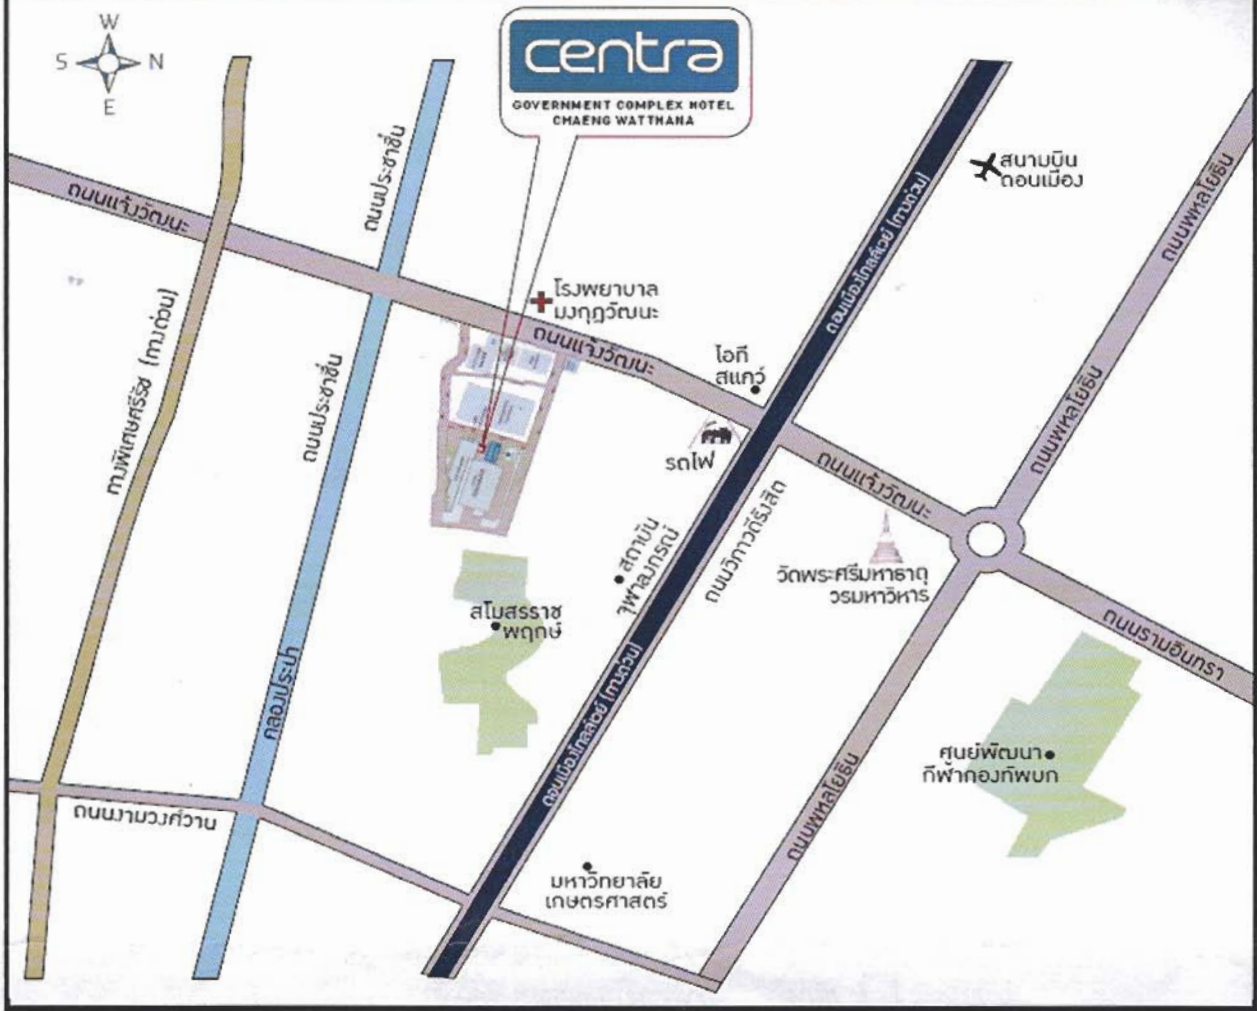 W
S N
E
centra
GOVERNMENT COMPLEX HOTEL
CHAENG WATTHANA
สนามบิน
ดอนเมือง
ถนนแจ้งวัฒนะ
ถนนประชาชื่น
ดอนเมืองโทลล์เวย์ (ทางด่วน)
ถนนพหลโยธิน
โรงพยาบาล
มงกุฎวัฒนะ
ถนนแจ้งวัฒนะ
ไอที
สแควร์
ทางพิเศษศรีรัช (ทางด่วน)
ถนนประชาชื่น
ถนนพหลโยธิน
รถไฟ
ถนนแจ้งวัฒนะ
ถนนวิภาวดีรังสิต
สถาบัน
จุฬาภรณ์
วัดพระศรีมหาธาตุ
วรมหาวิหาร
สโมสรราช
พฤกษ์
ถนนรามอินทรา
คลองประปา
ดอนเมืองโทลล์เวย์ (ทางด่วน)
ศูนย์พัฒนา
กีฬากองทัพบก
ถนนพหลโยธิน
ถนนงามวงศ์วาน
มหาวิทยาลัย
เกษตรศาสตร์